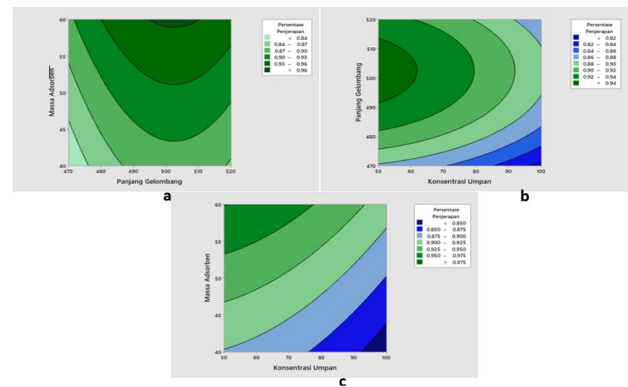 60
55
50
45
40
Massa Adsorben
470 480 490 500 510 520
Panjang Gelombang
Persentase
Penjerapan
< 0.84
0.84 – 0.87
0.87 – 0.90
0.90 – 0.93
0.93 – 0.96
> 0.96
a
520
510
500
490
480
470
Panjang Gelombang
50 60 70 80 90 100
Konsentrasi Umpan
Persentase
Penjerapan
< 0.82
0.82 – 0.84
0.84 – 0.86
0.86 – 0.88
0.88 – 0.90
0.90 – 0.92
0.92 – 0.94
> 0.94
b
60
55
50
45
40
Massa Adsorben
50 60 70 80 90 100
Konsentrasi Umpan
Persentase
Penjerapan
< 0.850
0.850 – 0.875
0.875 – 0.900
0.900 – 0.925
0.925 – 0.950
0.950 – 0.975
> 0.975
c